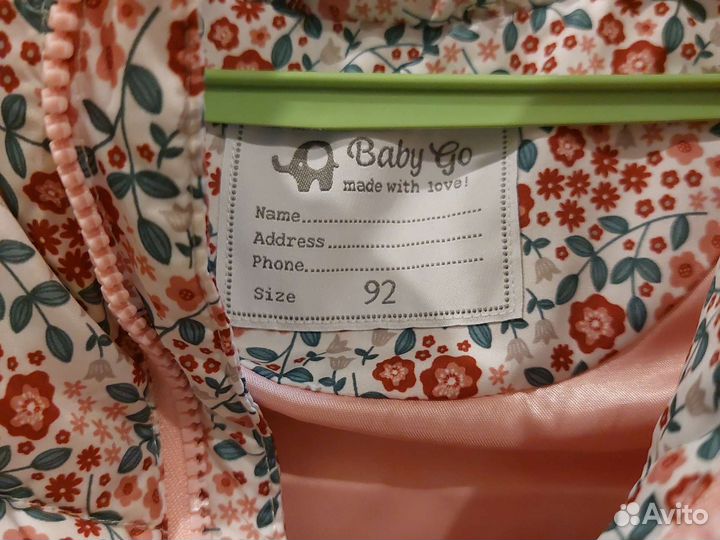 Baby Go
made with love!
Name.......................
Address....................
Phone......................
Size 92
Avito